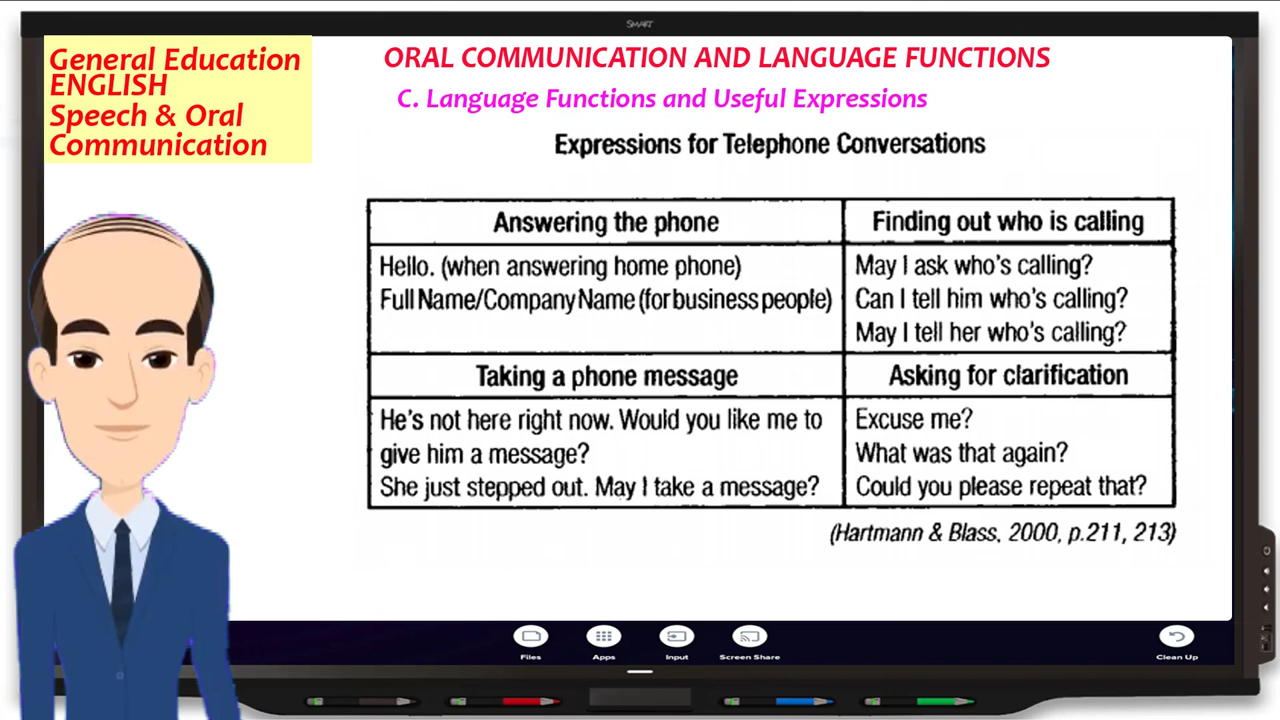 SMART
General Education
ENGLISH
Speech & Oral
Communication
ORAL COMMUNICATION AND LANGUAGE FUNCTIONS
C. Language Functions and Useful Expressions
Expressions for Telephone Conversations
Answering the phone
Hello. (when answering home phone)
Full Name/Company Name (for business people)
Finding out who is calling
May I ask who's calling?
Can I tell him who's calling?
May I tell her who's calling?
Taking a phone message
He's not here right now. Would you like me to
give him a message?
She just stepped out. May I take a message?
Asking for clarification
Excuse me?
What was that again?
Could you please repeat that?
(Hartmann & Blass, 2000, p.211, 213)
Files
Apps
Input
Screen Share
Clean Up